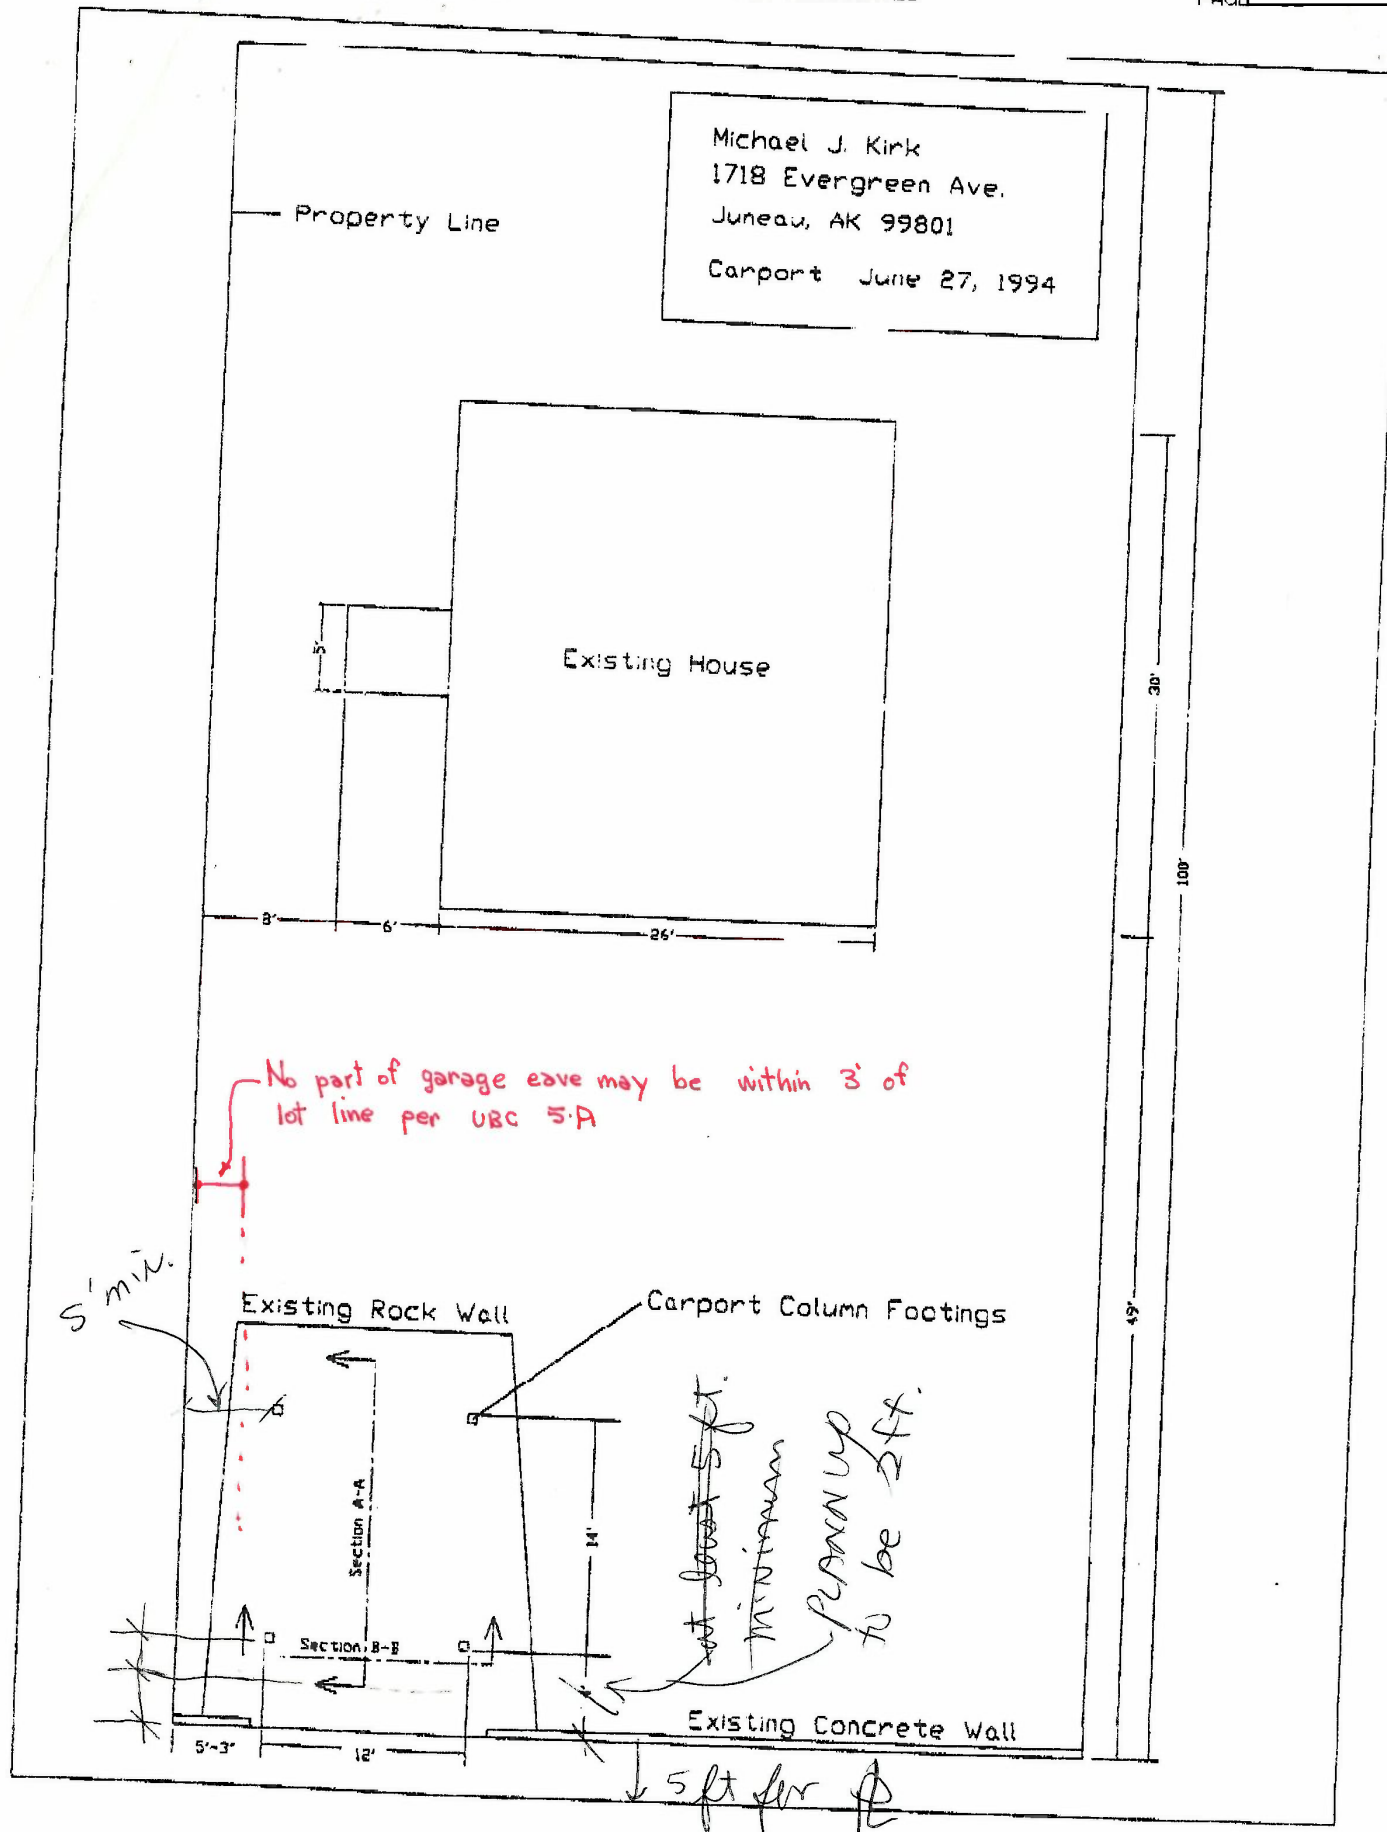 Michael J. Kirk
1718 Evergreen Ave.
Juneau, AK 99801
Carport June 27, 1994
Property Line
Existing House
5'
30'
100'
8'
6'
26'
No part of garage eave may be within 3' of
lot line per UBC 5-A
5' min.
Existing Rock Wall
Carport Column Footings
49'
Section A-A
14'
at least 5 ft.
minimum
to be 2 ft.
Section B-B
4'
Existing Concrete Wall
5'-3"
12'
5 ft for